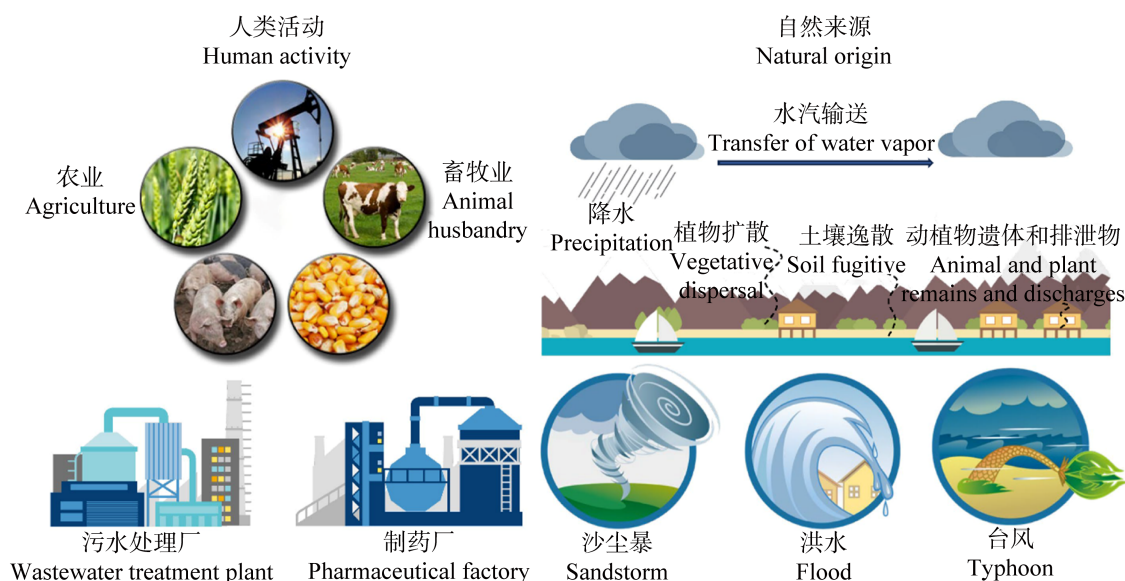 人类活动
Human activity
农业
Agriculture
畜牧业
Animal
husbandry
污水处理厂
Wastewater treatment plant
制药厂
Pharmaceutical factory
自然来源
Natural origin
水汽输送
Transfer of water vapor
降水
Precipitation
植物扩散
Vegetative
dispersal
土壤逸散
Soil fugitive
动植物遗体和排泄物
Animal and plant
remains and discharges
沙尘暴
Sandstorm
洪水
Flood
台风
Typhoon